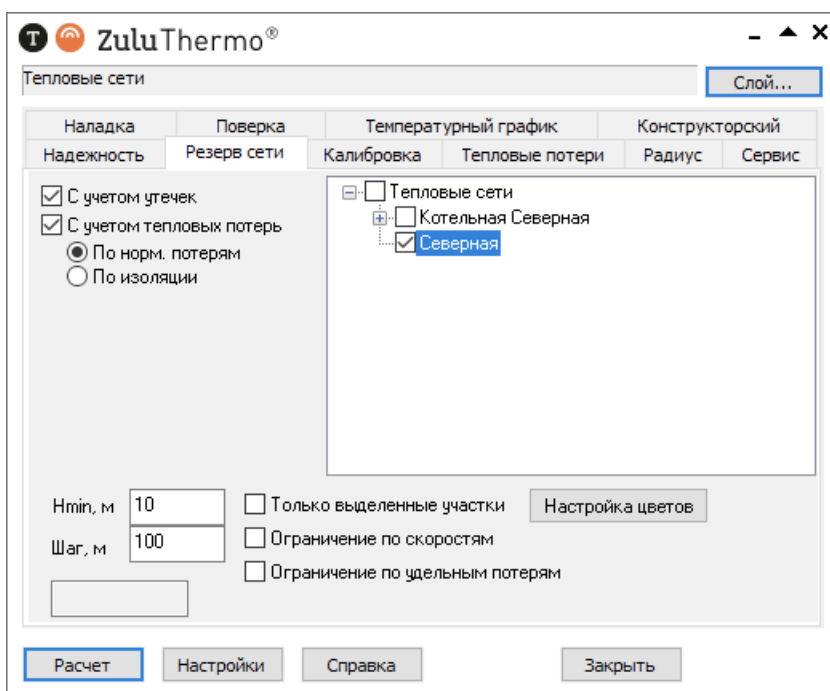 T ZuluThermo®
Тепловые сети
Слой...
Наладка Поверка Температурный график Конструкторский
Надежность Резерв сети Калибровка Тепловые потери Радиус Сервис
С учетом утечек
С учетом тепловых потерь
По норм. потерям
По изоляции
Тепловые сети
Котельная Северная
Северная
Hmin, м 10
Шаг, м 100
Только выделенные участки
Настройка цветов
Ограничение по скоростям
Ограничение по удельным потерям
Расчет Настройки Справка Закрыть